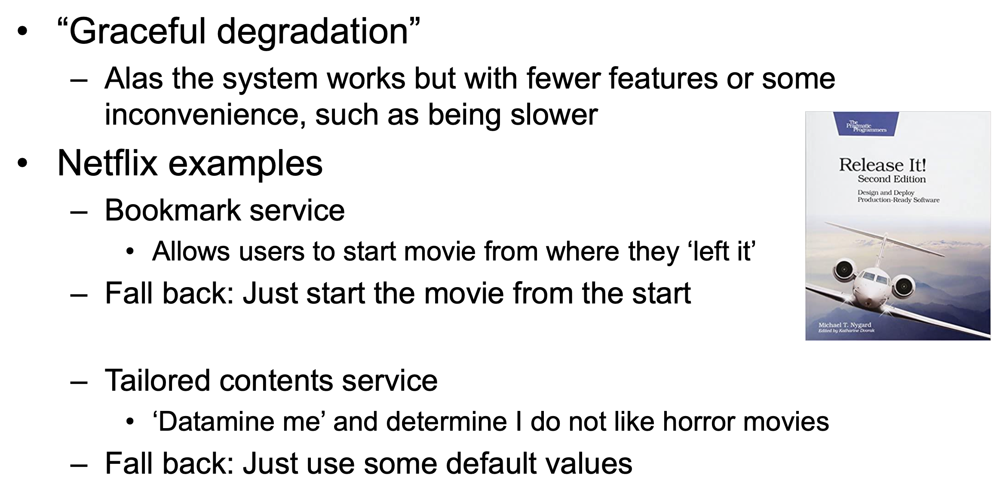 • “Graceful degradation”
– Alas the system works but with fewer features or some
inconvenience, such as being slower
• Netflix examples
– Bookmark service
• Allows users to start movie from where they ‘left it’
– Fall back: Just start the movie from the start
– Tailored contents service
• ‘Datamine me’ and determine I do not like horror movies
– Fall back: Just use some default values
The
Pragmatic
Programmers
Release It!
Second Edition
Design and Deploy
Production-Ready Software
Michael T. Nygard
Edited by Katharine Dvorak